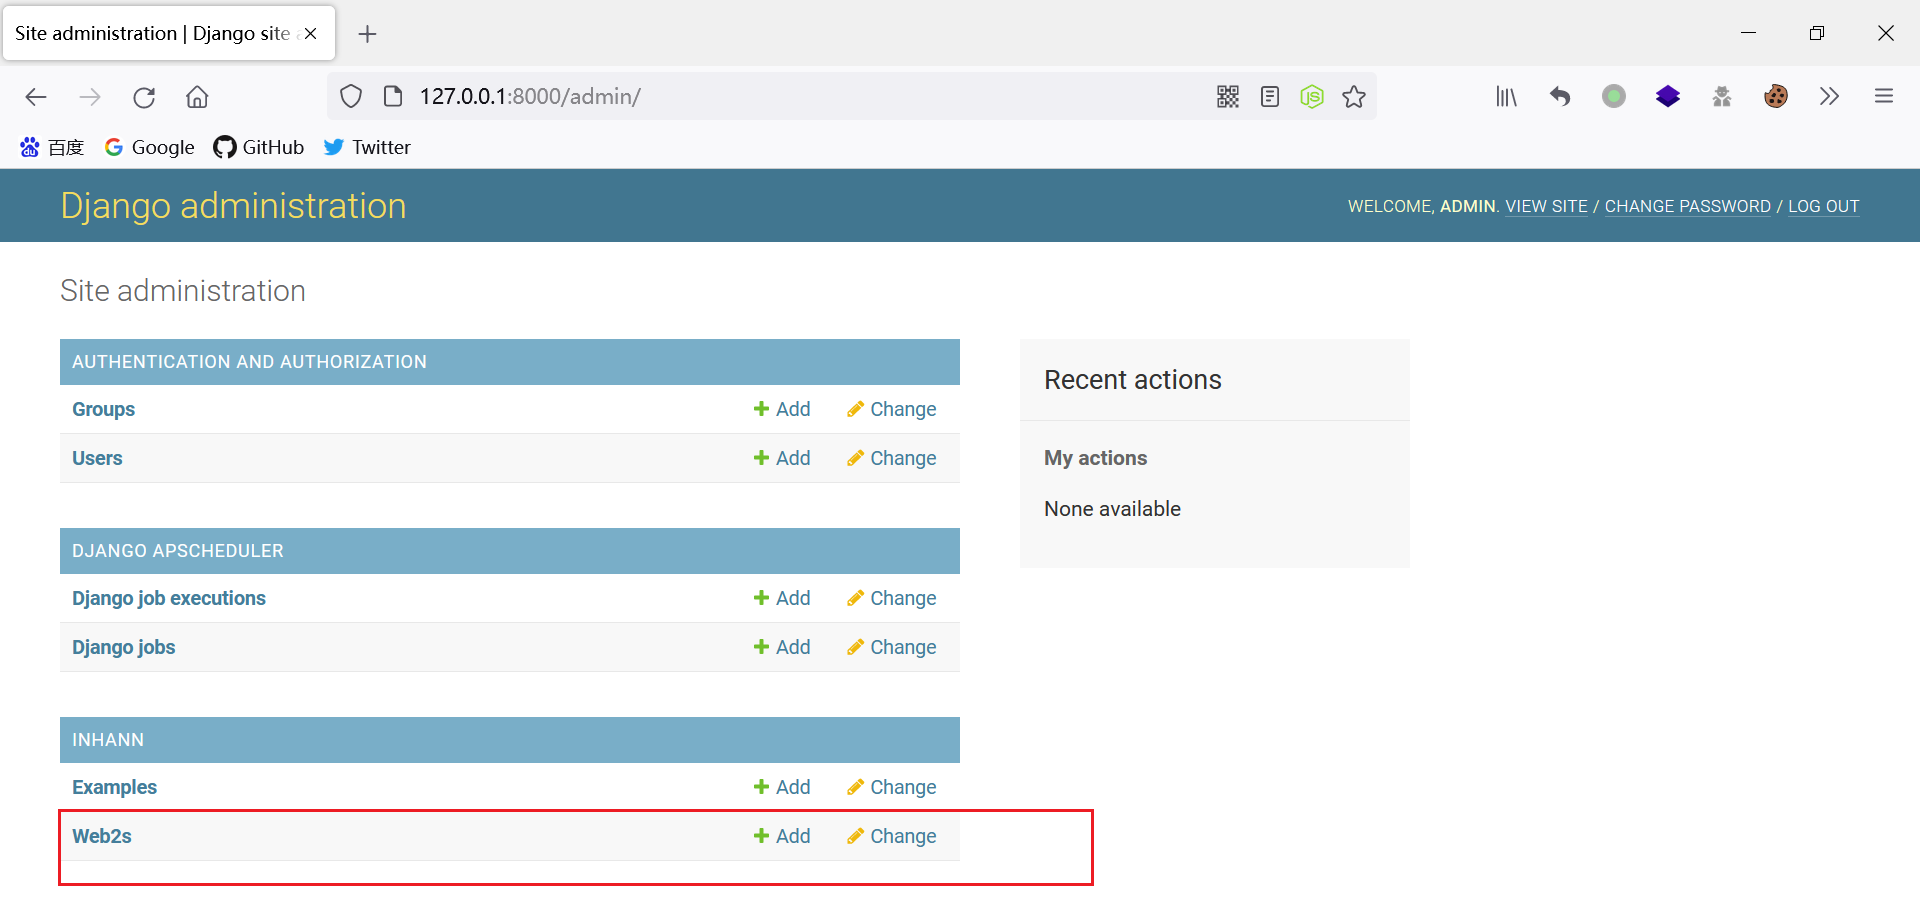 Site administration | Django site
127.0.0.1:8000/admin/
百度 Google GitHub Twitter
Django administration
WELCOME, ADMIN. VIEW SITE / CHANGE PASSWORD / LOG OUT
Site administration
AUTHENTICATION AND AUTHORIZATION
Groups Add Change
Users Add Change
DJANGO APSCHEDULER
Django job executions Add Change
Django jobs Add Change
INHANN
Examples Add Change
Web2s Add Change
Recent actions
My actions
None available